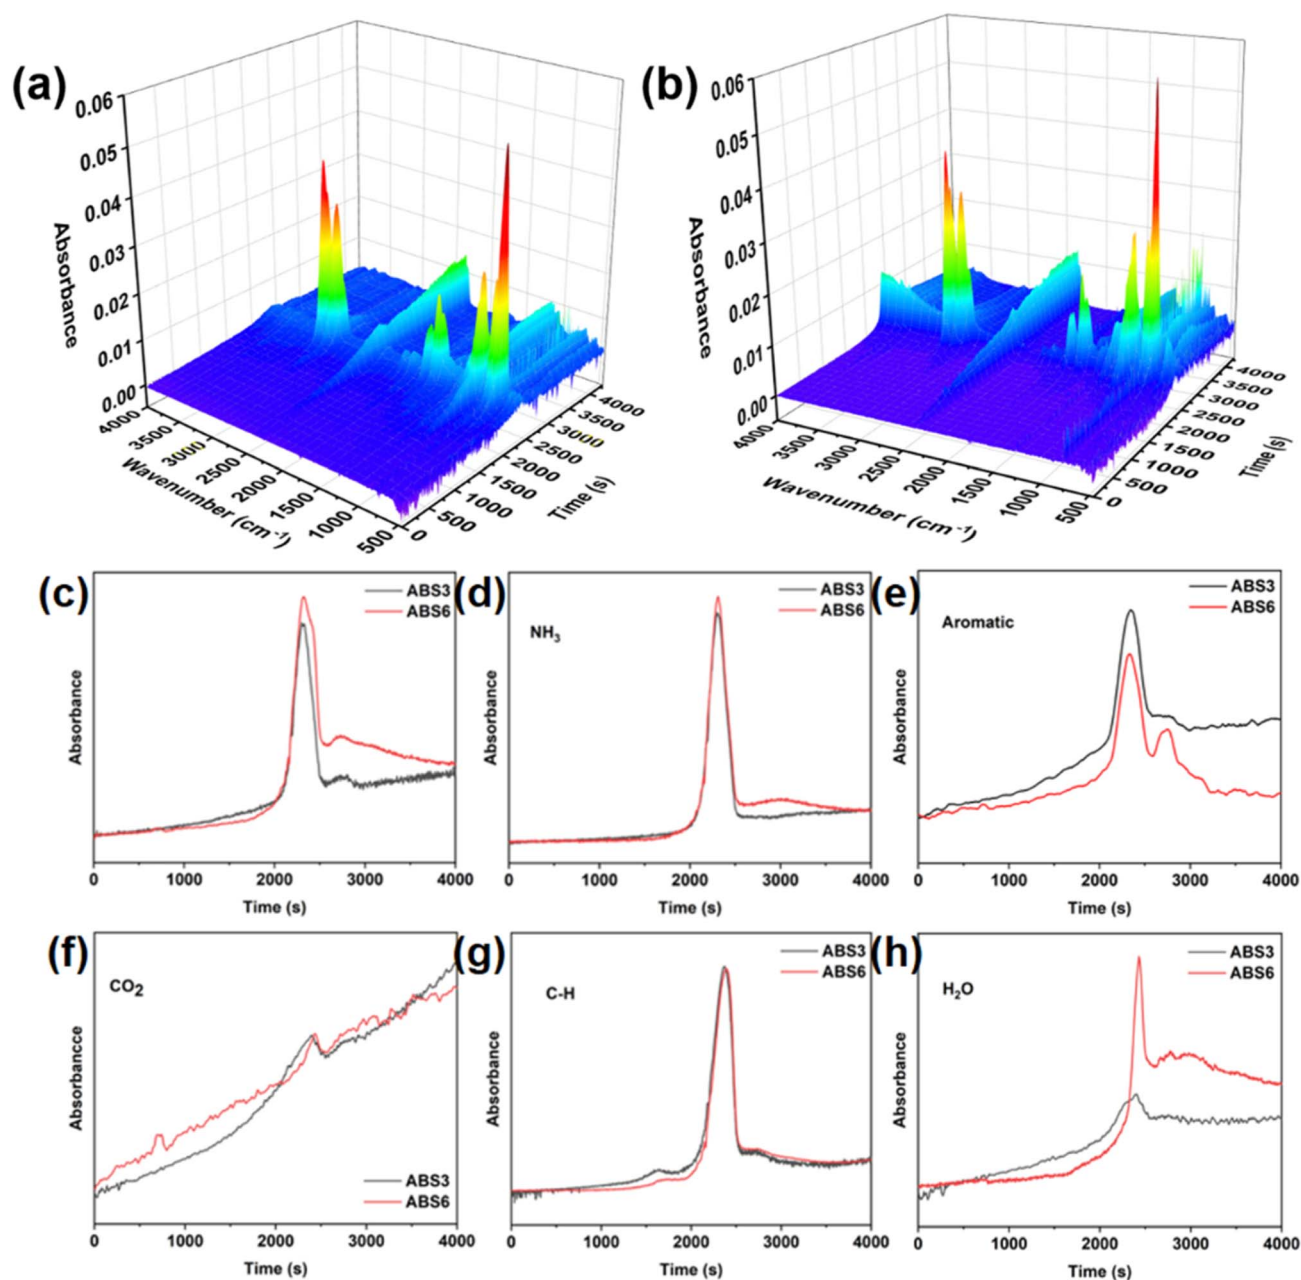 (a)
0.06
0.05
0.04
0.03
0.02
0.01
0.00
Absorbance
4000
3500
3000
2500
2000
1500
1000
500
Wavenumber (cm-1)
0
500
1000
1500
2000
2500
3000
3500
4000
Time (s)
(b)
0.06
0.05
0.04
0.03
0.02
0.01
0.00
Absorbance
4000
3500
3000
2500
2000
1500
1000
500
Wavenumber (cm-1)
0
500
1000
1500
2000
2500
3000
3500
4000
Time (s)
(c)
ABS3
ABS6
Absorbance
0 1000 2000 3000 4000
Time (s)
(d)
NH3
ABS3
ABS6
Absorbance
0 1000 2000 3000 4000
Time (s)
(e)
Aromatic
ABS3
ABS6
Absorbance
0 1000 2000 3000 4000
Time (s)
(f)
CO2
ABS3
ABS6
Absorbancce
0 1000 2000 3000 4000
Time (s)
(g)
C-H
ABS3
ABS6
Absorbance
0 1000 2000 3000 4000
Time (s)
(h)
H2O
ABS3
ABS6
Absorbance
0 1000 2000 3000 4000
Time (s)